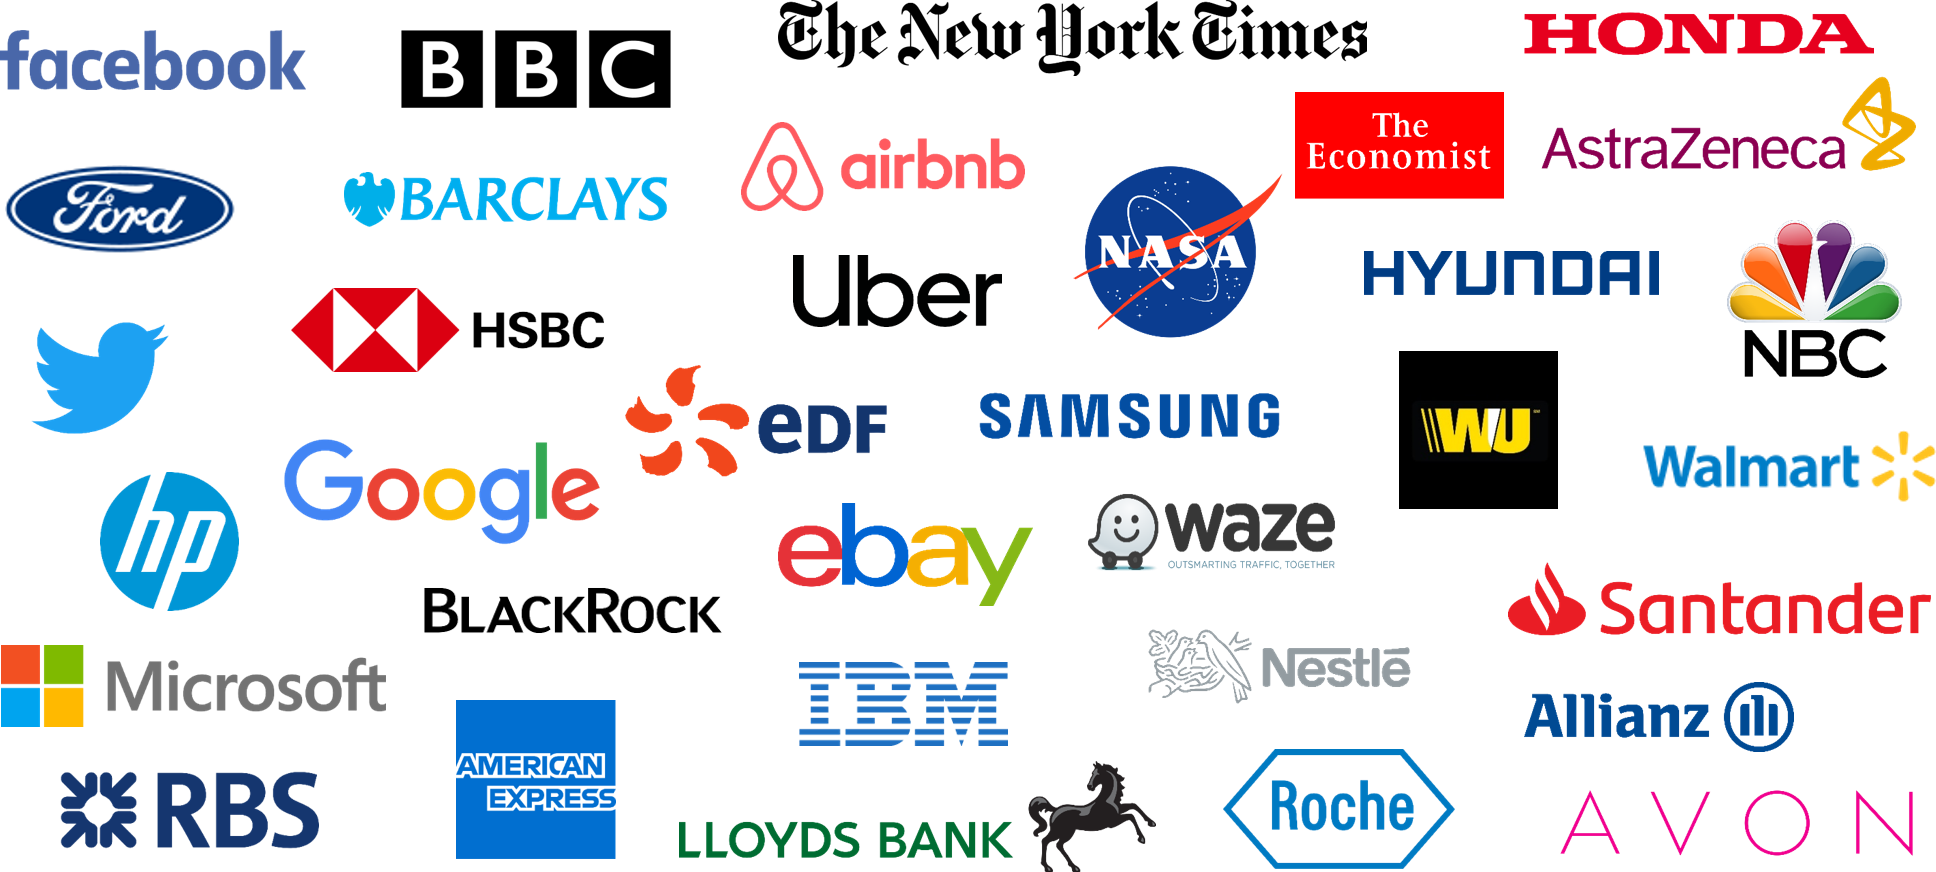 facebook
BBC
The New York Times
HONDA
The
Economist
AstraZeneca
Ford
BARCLAYS
airbnb
NASA
HYUNDAI
NBC
HSBC
Uber
eDF
SAMSUNG
WU
Walmart
hp
Google
ebay
waze
OUTSMARTING TRAFFIC, TOGETHER
BLACKROCK
Santander
Microsoft
IBM
Nestlé
Allianz
RBS
AMERICAN
EXPRESS
LLOYDS BANK
Roche
AVON